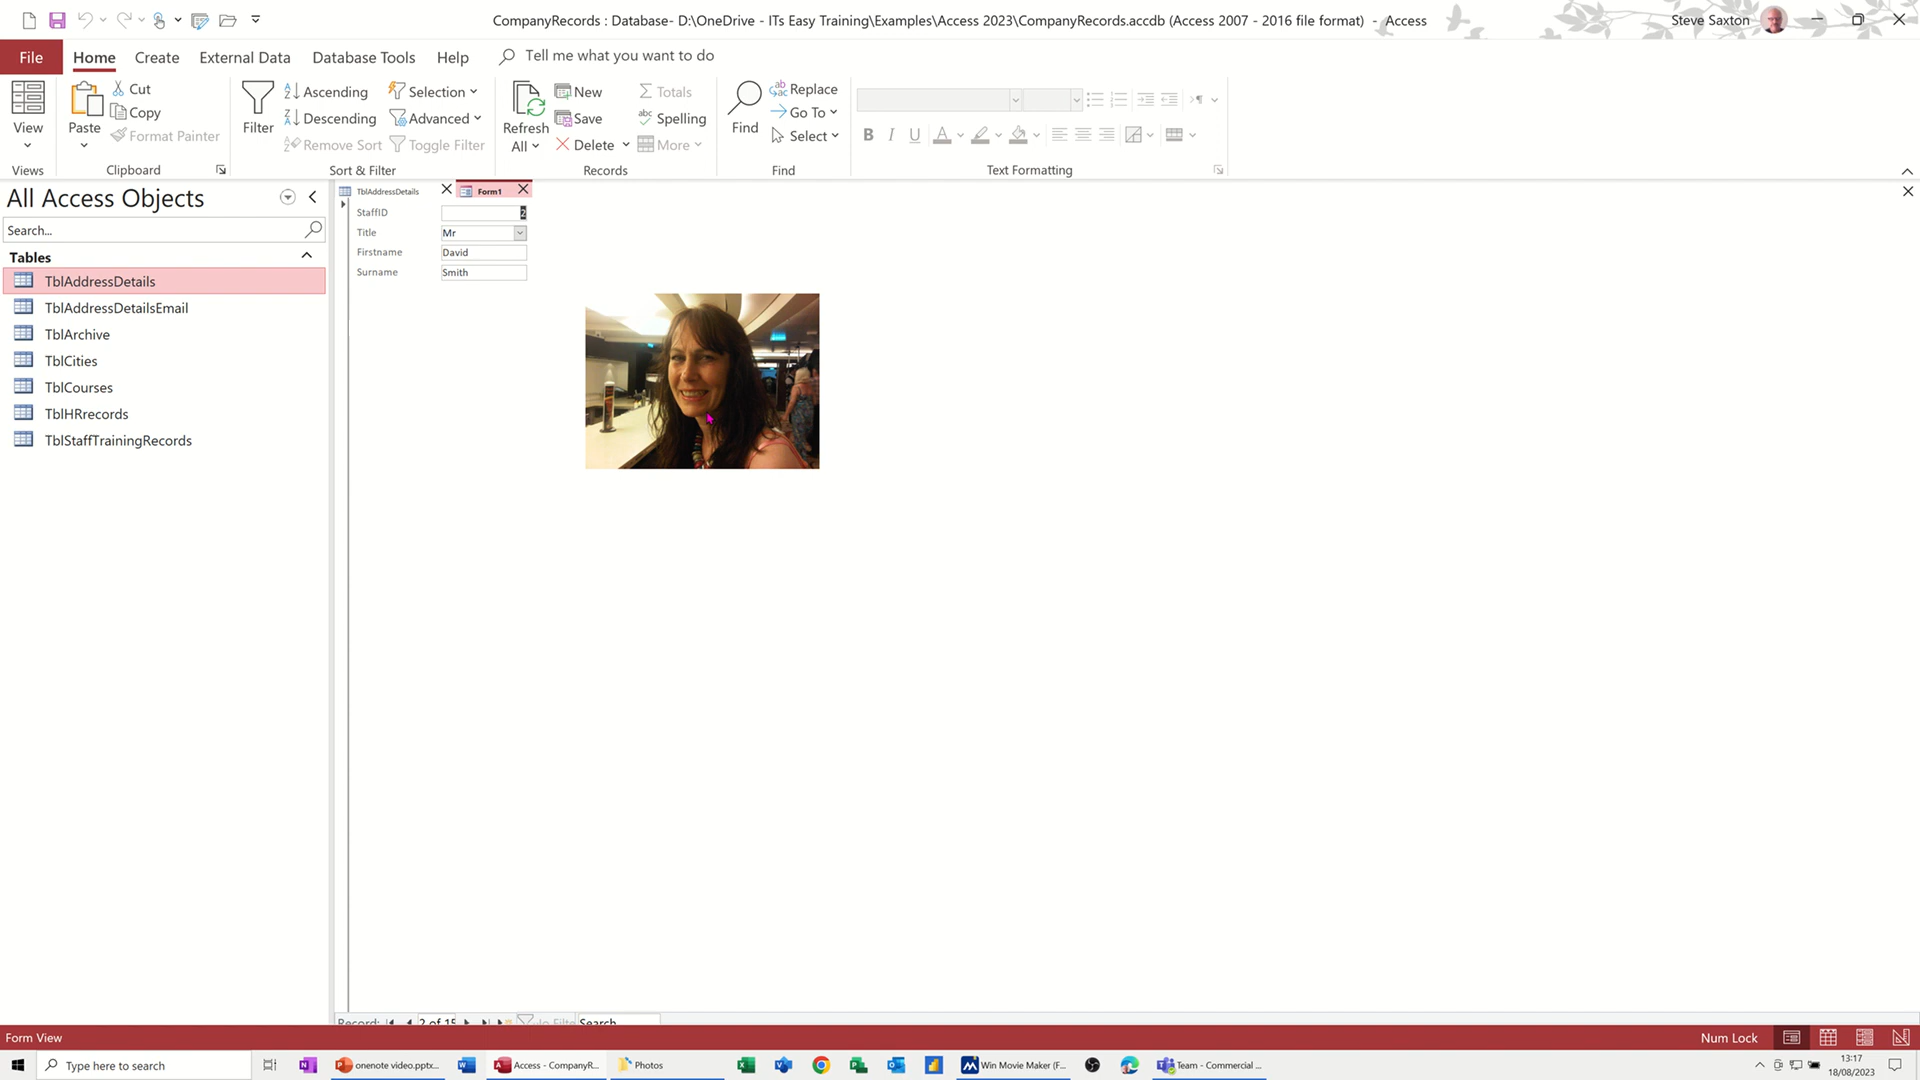 CompanyRecords : Database- D:\OneDrive - ITs Easy Training\Examples\Access 2023\CompanyRecords.accdb (Access 2007 - 2016 file format) - Access
Steve Saxton
File Home Create External Data Database Tools Help Tell me what you want to do
View
Views
Paste
Cut
Copy
Format Painter
Clipboard
Filter
Ascending
Descending
Remove Sort
Selection
Advanced
Toggle Filter
Sort & Filter
Refresh
All
New
Save
Delete
Totals
Spelling
More
Records
Find
Replace
Go To
Select
Find
B I U
Text Formatting
All Access Objects
Search...
Tables
TblAddressDetails
TblAddressDetailsEmail
TblArchive
TblCities
TblCourses
TblHRrecords
TblStaffTrainingRecords
TblAddressDetails Form1
StaffID 2
Title Mr
Firstname David
Surname Smith
Record: 2 of 15 Search
Form View
Num Lock
Type here to search
onenote video.pptx...
Access - CompanyR...
Photos
Win Movie Maker (F...
Team - Commercial ...
13:17
18/08/2023